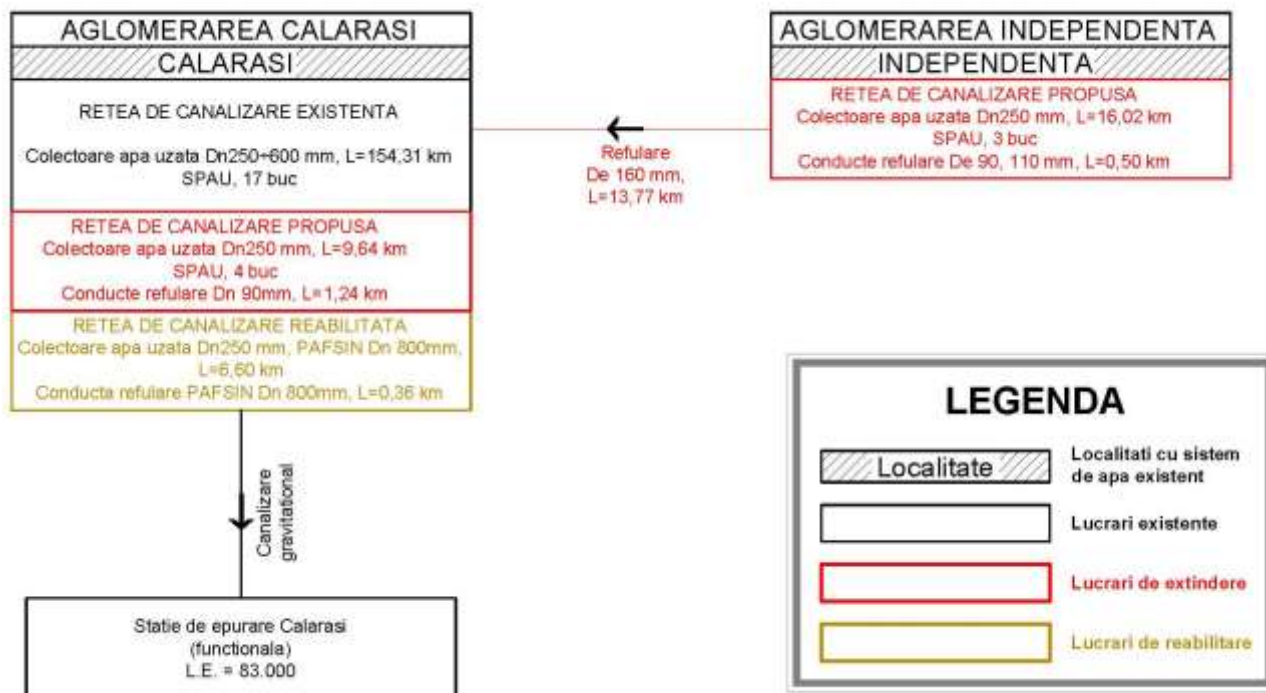 AGLOMERAREA CALARASI
CALARASI
RETEA DE CANALIZARE EXISTENTA
Colectoare apa uzata Dn250÷600 mm, L=154,31 km
SPAU, 17 buc
RETEA DE CANALIZARE PROPUSA
Colectoare apa uzata Dn250 mm, L=9,64 km
SPAU, 4 buc
Conducte refulare Dn 90mm, L=1,24 km
RETEA DE CANALIZARE REABILITATA
Colectoare apa uzata Dn250 mm, PAFSIN Dn 800mm,
L=6,60 km
Conducta refulare PAFSIN Dn 800mm, L=0,36 km
Refulare
De 160 mm,
L=13,77 km
AGLOMERAREA INDEPENDENTA
INDEPENDENTA
RETEA DE CANALIZARE PROPUSA
Colectoare apa uzata Dn250 mm, L=16,02 km
SPAU, 3 buc
Conducte refulare De 90, 110 mm, L=0,50 km
Canalizare
gravitational
Statie de epurare Calarasi
(functionala)
L.E. = 83.000
LEGENDA
Localitate
Localitati cu sistem
de apa existent
Lucrari existente
Lucrari de extindere
Lucrari de reabilitare